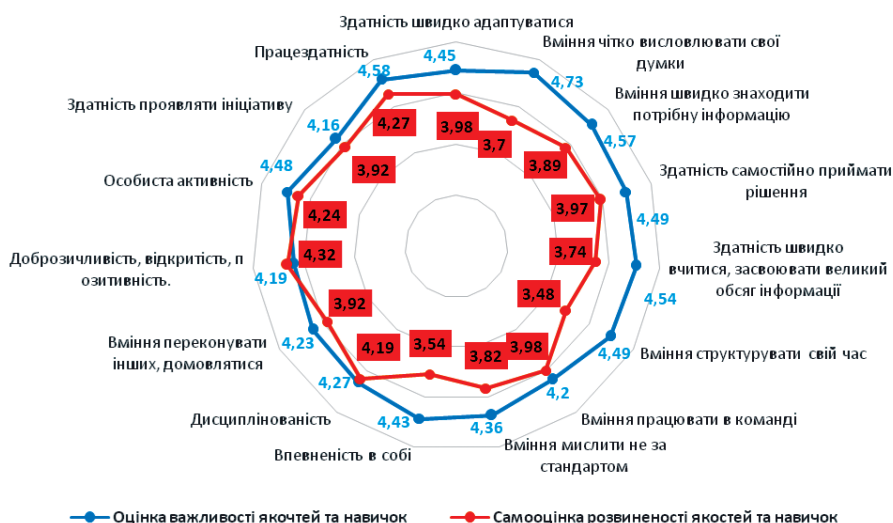 Здатність швидко адаптуватися
4,45
Вміння чітко висловлювати свої
думки
4,73
Вміння швидко знаходити
потрібну інформацію
4,57
Здатність самостійно приймати
рішення
4,49
Здатність швидко
вчитися, засвоювати великий
обсяг інформації
4,54
Вміння структурувати свій час
4,49
Вміння працювати в команді
4,2
Вміння мислити не за
стандартом
4,36
Впевненість в собі
4,43
Дисциплінованість
4,27
Вміння переконувати
інших, домовлятися
4,23
Доброзичливість, відкритість, п
озитивність.
4,19
Особиста активність
4,48
Здатність проявляти ініціативу
4,16
Працездатність
4,58
3,98
3,7
3,89
3,97
3,74
3,48
3,98
3,82
3,54
4,19
3,92
4,32
4,24
3,92
4,27
Оцінка важливості якочтей та навичок
Самооцінка розвиненості якостей та навичок